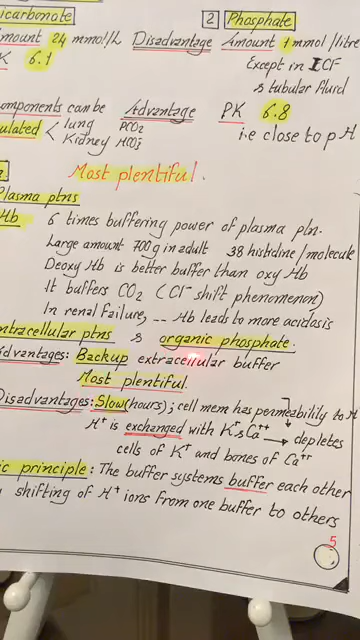 icarbonate
2 Phosphate
mount 24 mmol/L Disadvantage Amount 1 mmol/litre
K 6.1
Except in ICF
& tubular fluid
omponents can be Advantage PK 6.8
ulated < lung PCO2
Kidney HCO3
i.e close to pH
Most plentiful.
Plasma ptns
Hb 6 times buffering power of plasma ptn.
Large amount 700g in adult 38 histidine/molecule
Deoxy Hb is better buffer than oxy Hb
It buffers CO2 (Cl- shift phenomenon)
In renal failure, -- Hb leads to more acidosis
ntracellular ptns & organic phosphate.
dvantages: Backup extracellular buffer
Most plentiful.
Disadvantages: Slow (hours); cell mem has permeability to H
H+ is exchanged with K+ & Ca++ → depletes
cells of K+ and bones of Ca++
ic principle: The buffer systems buffer each other
shifting of H+ ions from one buffer to others
5